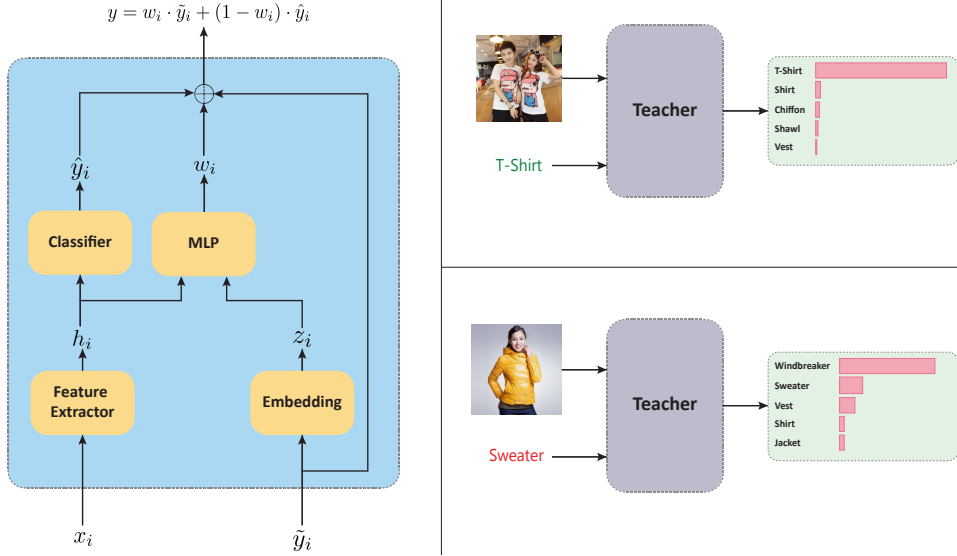 y = w_i · ỹ_i + (1 − w_i) · ŷ_i
ŷ_i
w_i
Classifier
MLP
h_i
z_i
Feature
Extractor
Embedding
x_i
ỹ_i
T-Shirt
Teacher
T-Shirt
Shirt
Chiffon
Shawl
Vest
Sweater
Teacher
Windbreaker
Sweater
Vest
Shirt
Jacket